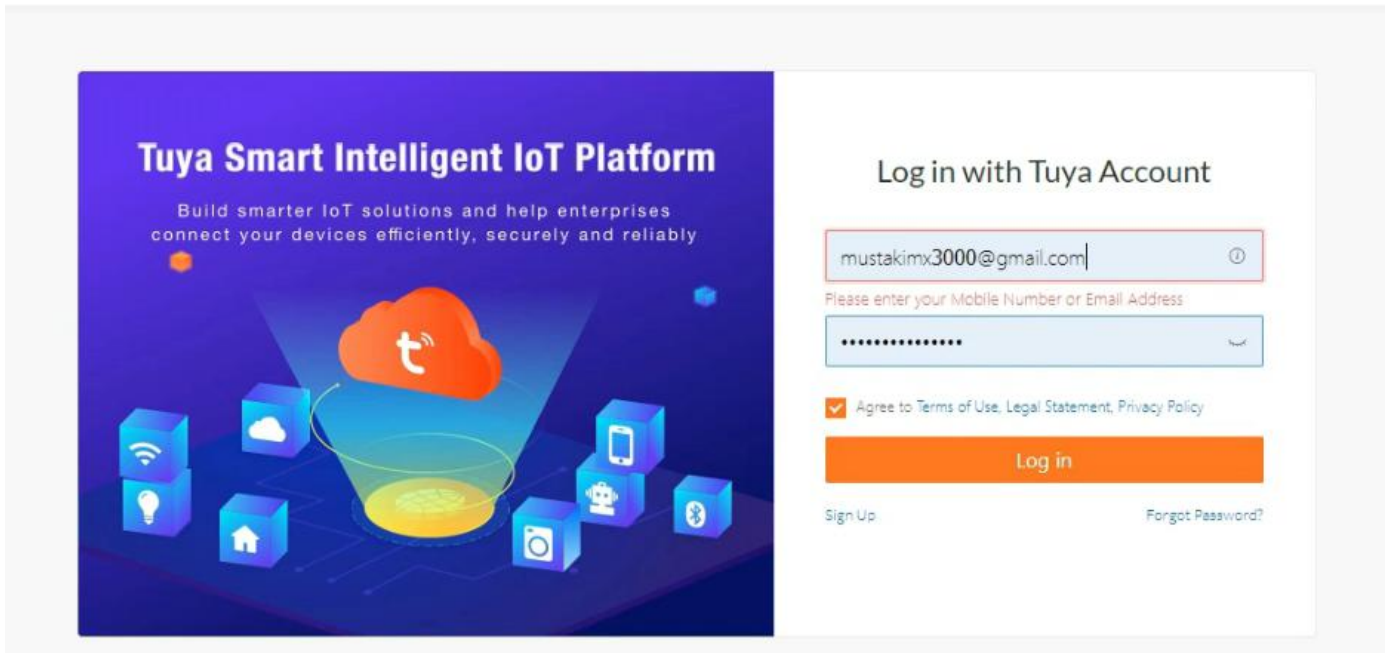 Tuya Smart Intelligent IoT Platform
Build smarter IoT solutions and help enterprises
connect your devices efficiently, securely and reliably
t
Log in with Tuya Account
mustakimx3000@gmail.com
Please enter your Mobile Number or Email Address
•••••••••••••••
Agree to Terms of Use, Legal Statement, Privacy Policy
Log in
Sign Up
Forgot Password?